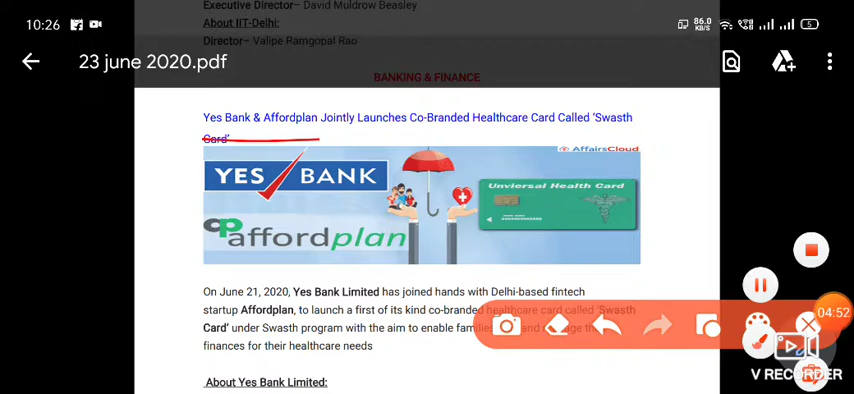 10:26
86.0
KB/S
5
Executive Director– David Muldrow Beasley
About IIT-Delhi:
Director– Valipe Ramgopal Rao
23 june 2020.pdf
BANKING & FINANCE
Yes Bank & Affordplan Jointly Launches Co-Branded Healthcare Card Called ‘Swasth
Card’
AffairsCloud
YES BANK
Unviersal Health Card
affordplan
On June 21, 2020, Yes Bank Limited has joined hands with Delhi-based fintech
startup Affordplan, to launch a first of its kind co-branded healthcare card called ‘Swasth
Card’ under Swasth program with the aim to enable families
finances for their healthcare needs
04:52
V RECORDER
About Yes Bank Limited: